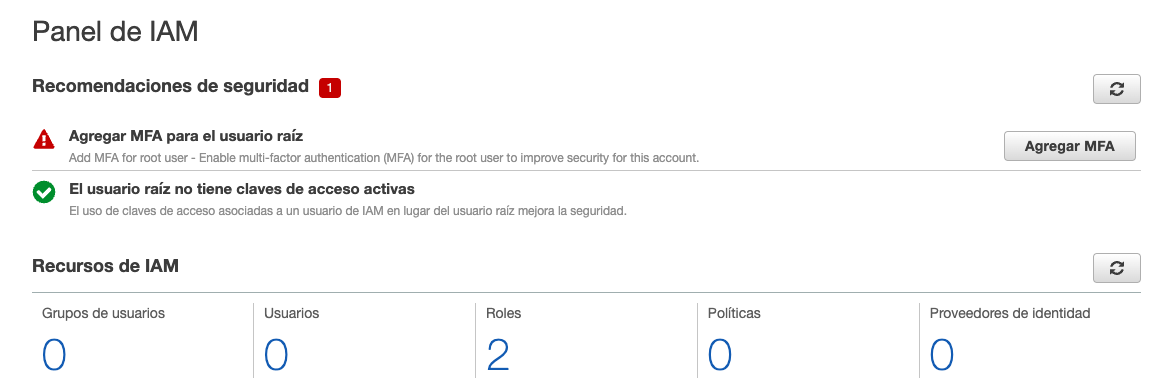 Panel de IAM
Recomendaciones de seguridad 1
Agregar MFA para el usuario raíz
Add MFA for root user - Enable multi-factor authentication (MFA) for the root user to improve security for this account.
Agregar MFA
El usuario raíz no tiene claves de acceso activas
El uso de claves de acceso asociadas a un usuario de IAM en lugar del usuario raíz mejora la seguridad.
Recursos de IAM
Grupos de usuarios
0
Usuarios
0
Roles
2
Políticas
0
Proveedores de identidad
0